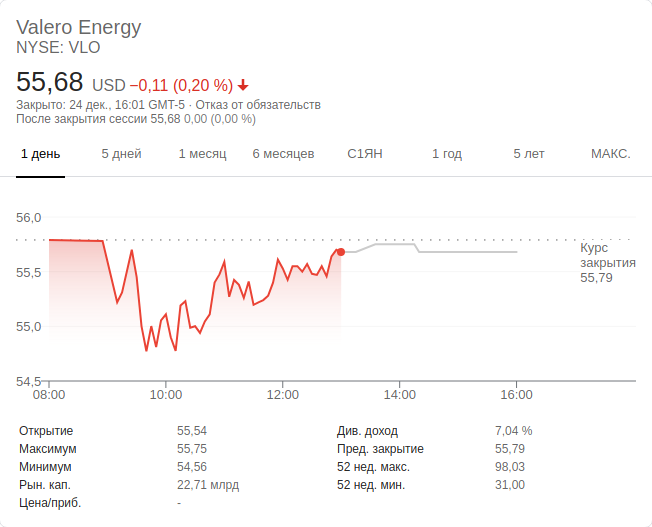 Valero Energy
NYSE: VLO
55,68 USD −0,11 (0,20 %)
Закрыто: 24 дек., 16:01 GMT-5 · Отказ от обязательств
После закрытия сессии 55,68 0,00 (0,00 %)
1 день 5 дней 1 месяц 6 месяцев С1ЯН 1 год 5 лет МАКС.
56,0
Курс
закрытия
55,79
55,5
55,0
54,5
08:00 10:00 12:00 14:00 16:00
Открытие 55,54 Див. доход 7,04 %
Максимум 55,75 Пред. закрытие 55,79
Минимум 54,56 52 нед. макс. 98,03
Рын. кап. 22,71 млрд 52 нед. мин. 31,00
Цена/приб. -